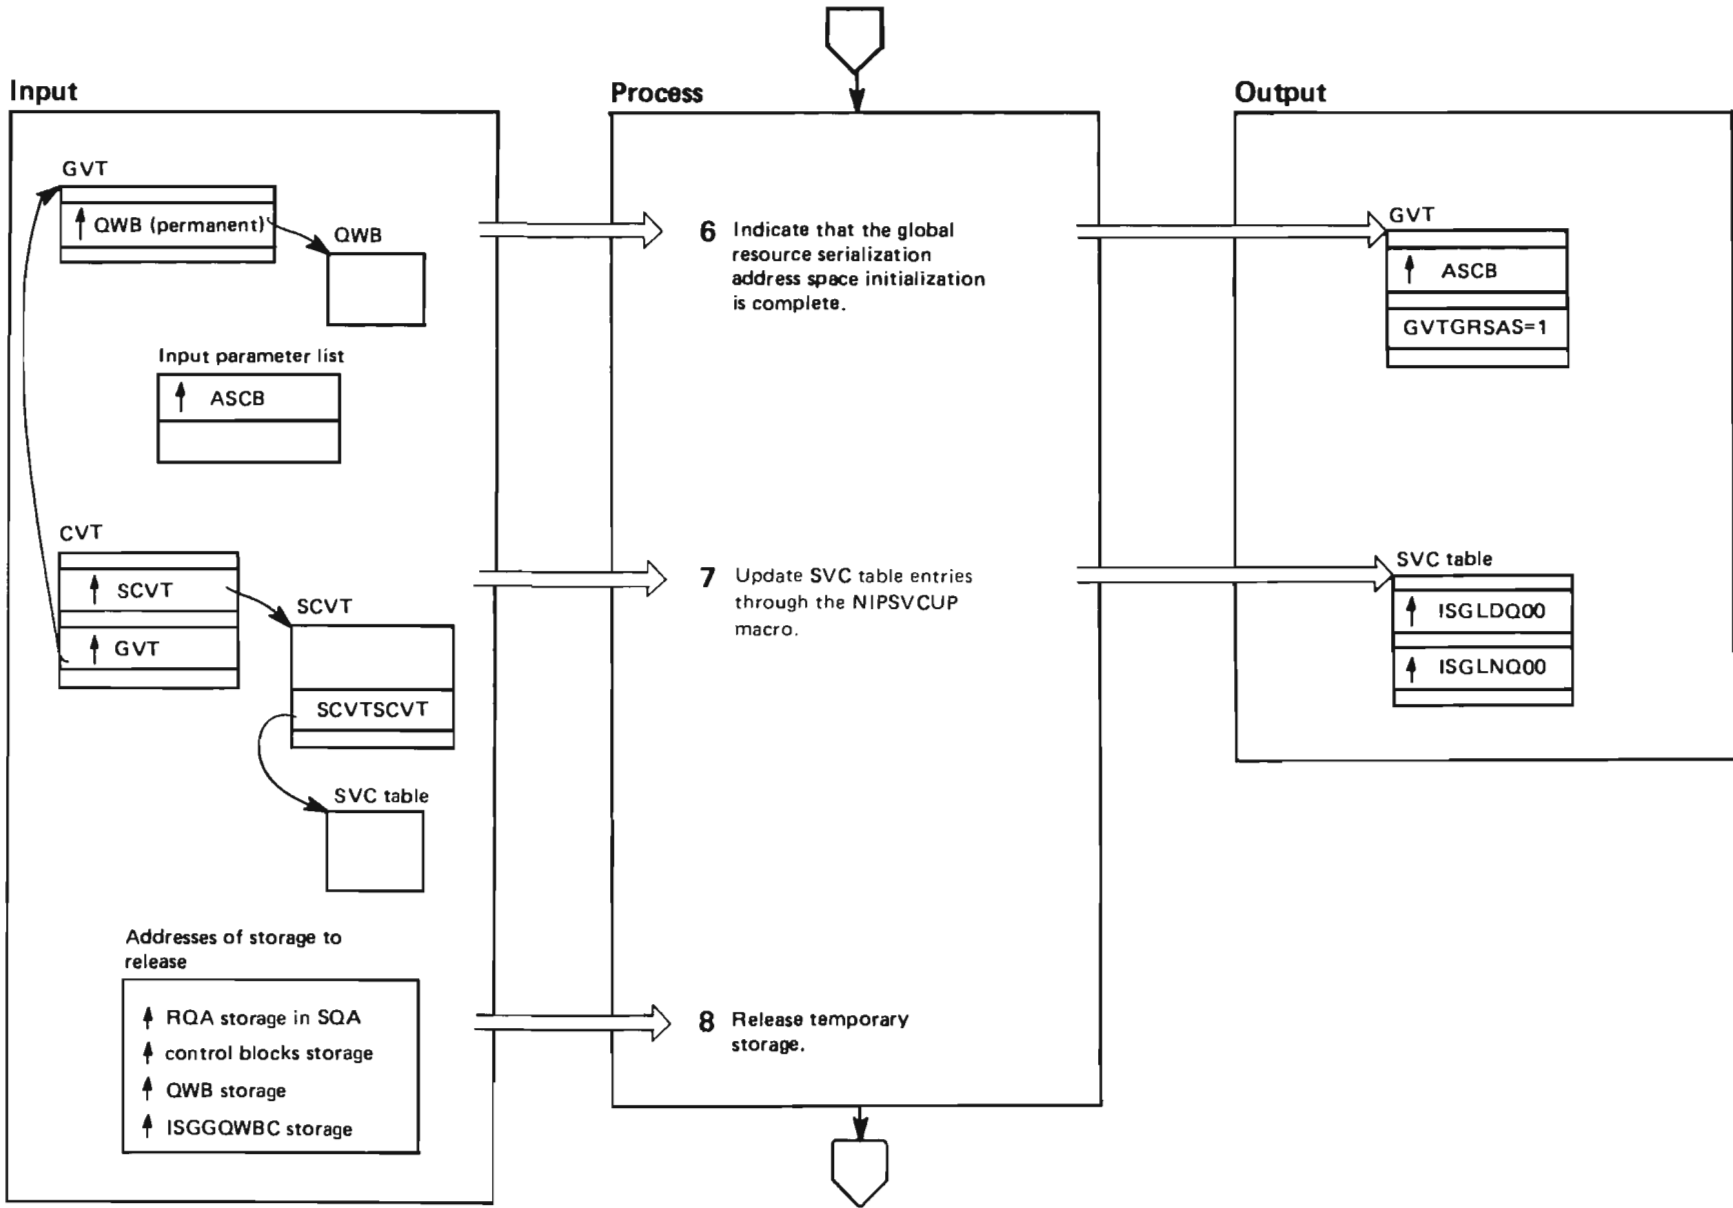 Input
Process
Output
GVT
QWB (permanent)
QWB
Input parameter list
ASCB
CVT
SCVT
GVT
SCVT
SCVTSCVT
SVC table
Addresses of storage to
release
RQA storage in SQA
control blocks storage
QWB storage
ISGGQWBC storage
6 Indicate that the global
resource serialization
address space initialization
is complete.
7 Update SVC table entries
through the NIPSVCUP
macro.
8 Release temporary
storage.
GVT
ASCB
GVTGRSAS=1
SVC table
ISGLDQ00
ISGLNQ00